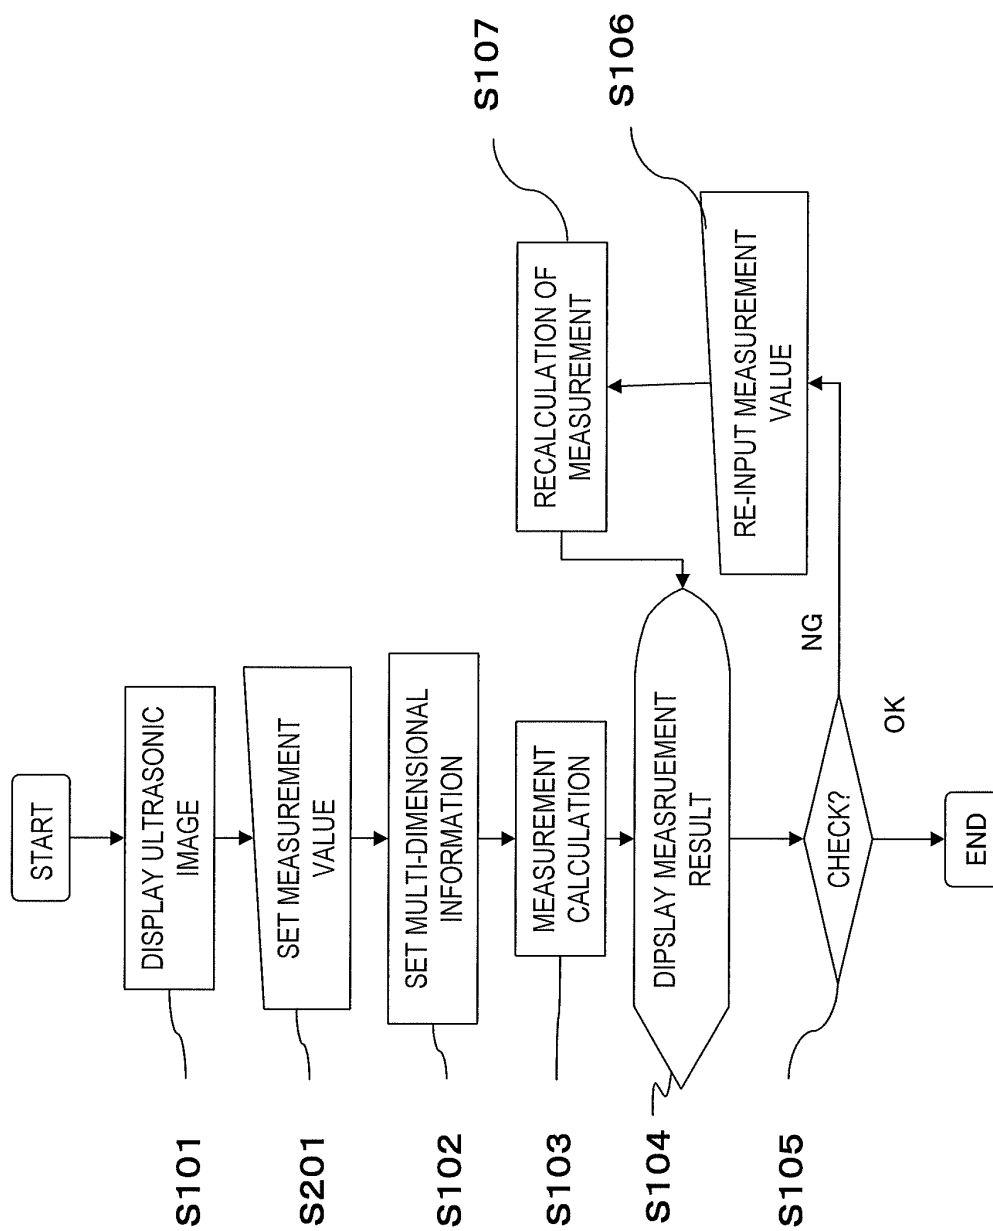 START
S101
DISPLAY ULTRASONIC
IMAGE
S201
SET MEASUREMENT
VALUE
S102
SET MULTI-DIMENSIONAL
INFORMATION
S103
MEASUREMENT
CALCULATION
S107
RECALCULATION OF
MEASUREMENT
S104
DIPSLAY MEASRUEMENT
RESULT
S106
RE-INPUT MEASUREMENT
VALUE
S105
CHECK?
NG
OK
END